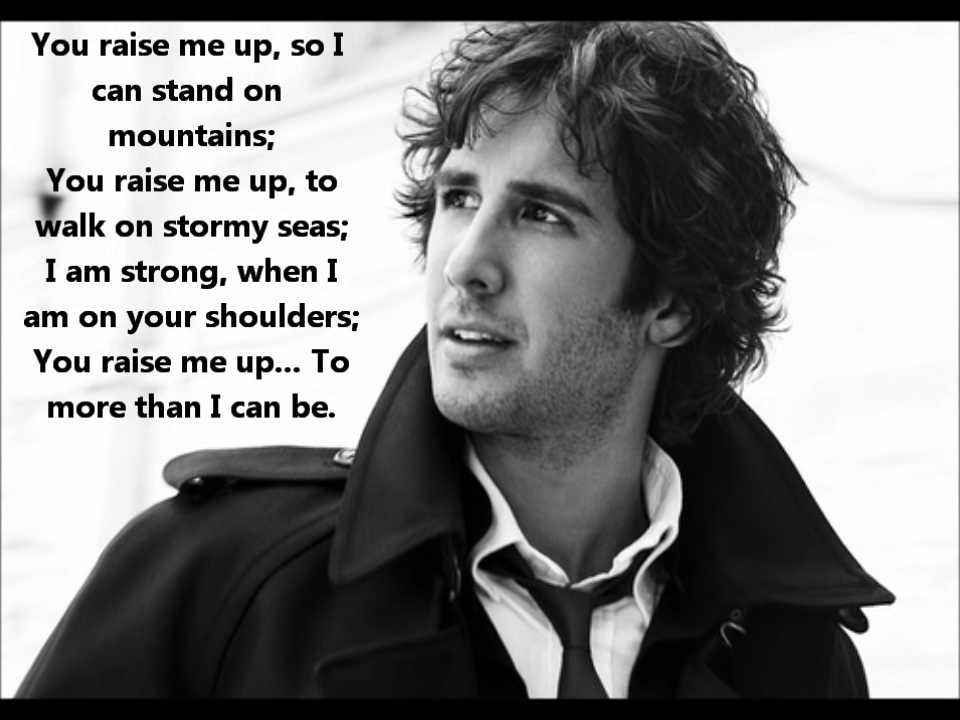 You raise me up, so I
can stand on
mountains;
You raise me up, to
walk on stormy seas;
I am strong, when I
am on your shoulders;
You raise me up... To
more than I can be.